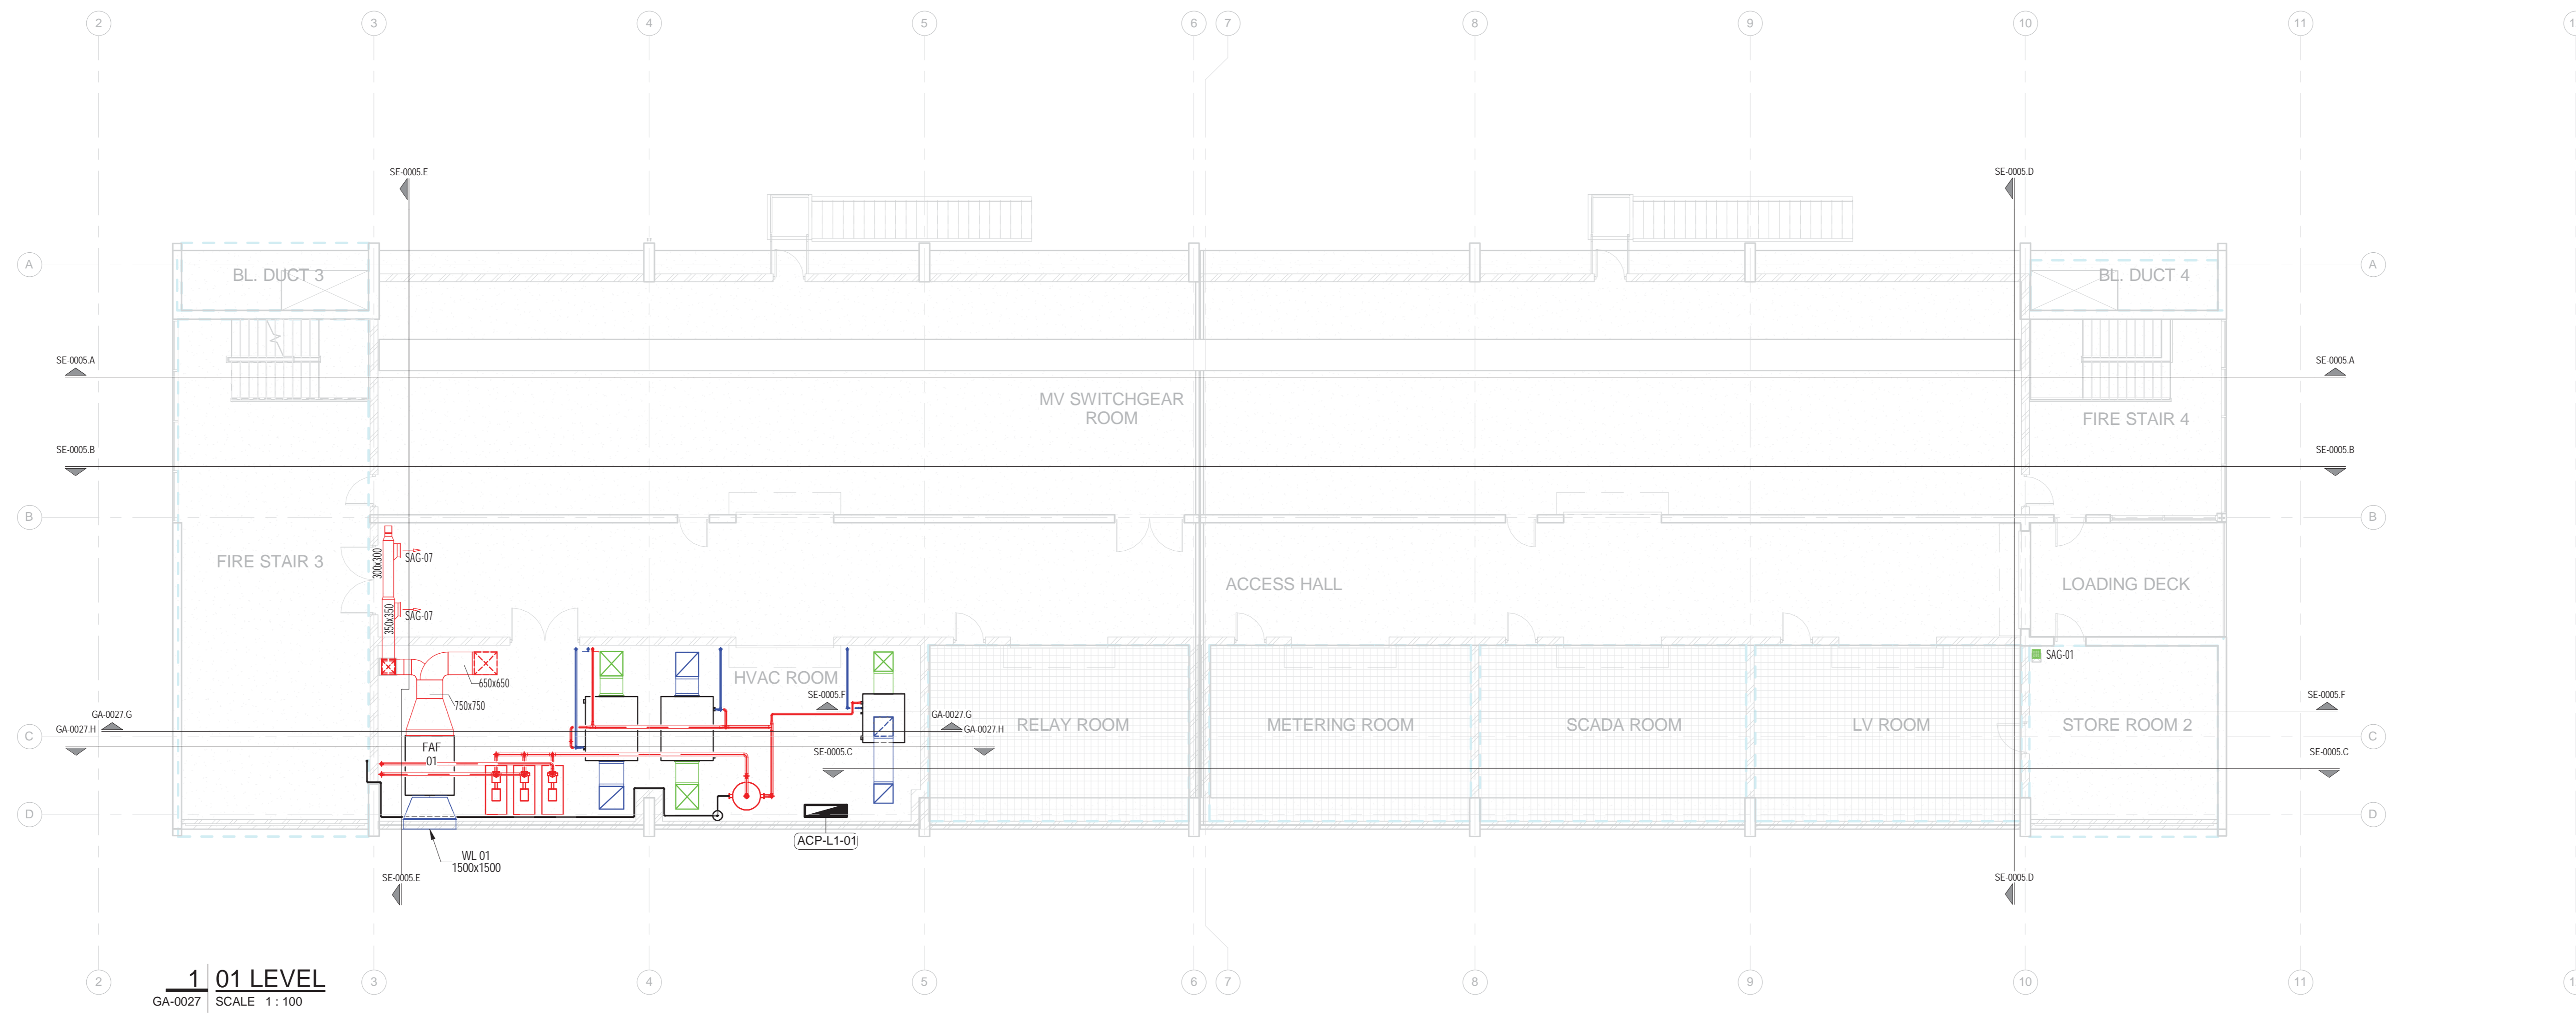 2 3 4 5 6 7 8 9 10 11 1
SE-0005.E
SE-0005.D
A A
BL. DUCT 3
BL. DUCT 4
SE-0005.A
SE-0005.A
MV SWITCHGEAR
ROOM
FIRE STAIR 4
SE-0005.B
SE-0005.B
B B
300x300
SAG-07
FIRE STAIR 3
ACCESS HALL
LOADING DECK
350x350
SAG-07
SAG-01
650x650
HVAC ROOM
750x750
SE-0005.F
SE-0005.F
GA-0027.G
GA-0027.G
GA-0027.H
GA-0027.H
RELAY ROOM
METERING ROOM
SCADA ROOM
LV ROOM
STORE ROOM 2
C C
FAF
01
SE-0005.C
SE-0005.C
D D
ACP-L1-01
WL 01
1500x1500
SE-0005.E
SE-0005.D
2 3 4 5 6 7 8 9 10 11 1
1 01 LEVEL
GA-0027 SCALE 1 : 100